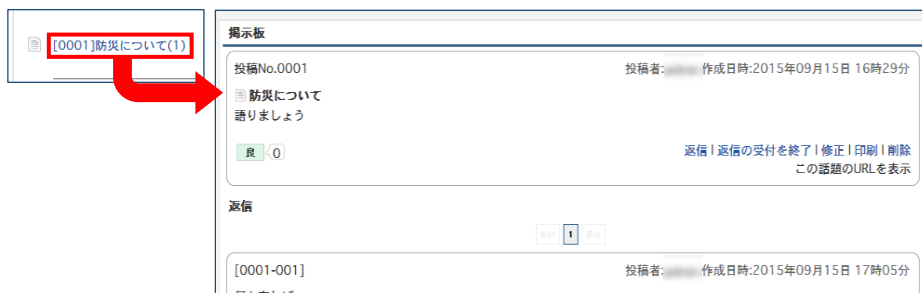 [0001]防災について(1)
掲示板
投稿No.0001 投稿者: 作成日時:2015年09月15日 16時29分
防災について
語りましょう
良 0 返信|返信の受付を終了|修正|印刷|削除
この話題のURLを表示
返信
1
[0001-001] 投稿者: 作成日時:2015年09月15日 17時05分